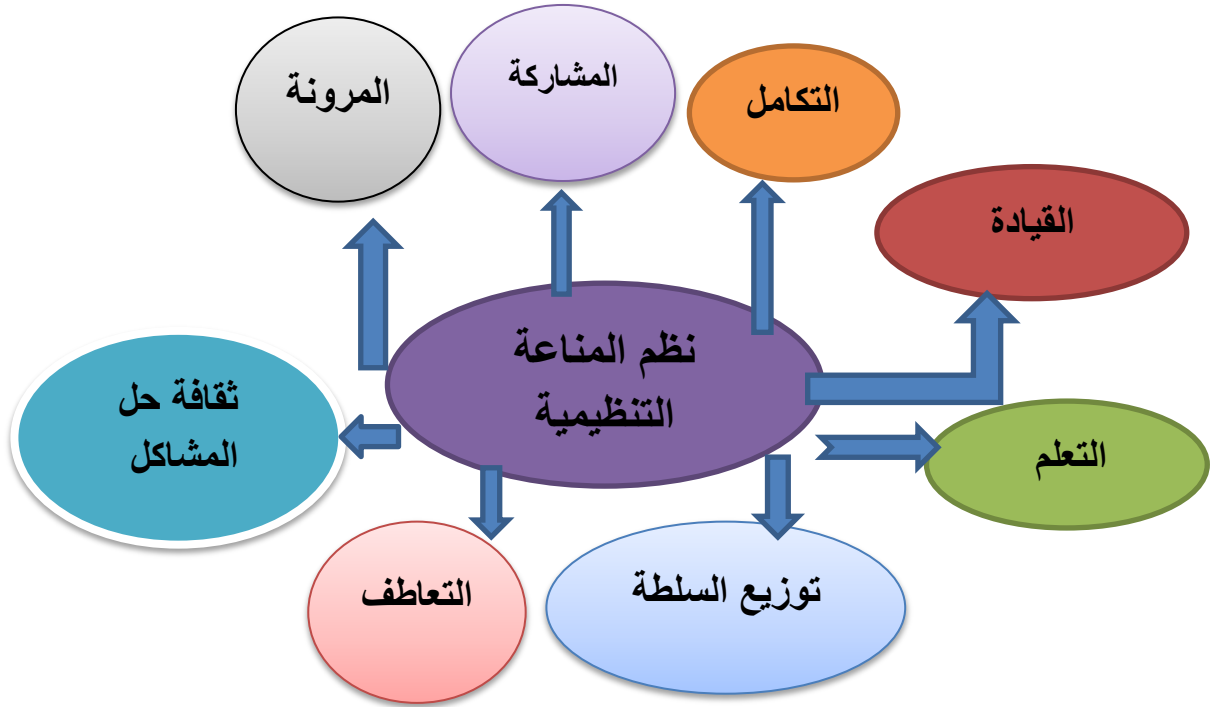 التكامل
المشاركة
المرونة
القيادة
نظم المناعة
التنظيمية
ثقافة حل
المشاكل
التعلم
توزيع السلطة
التعاطف